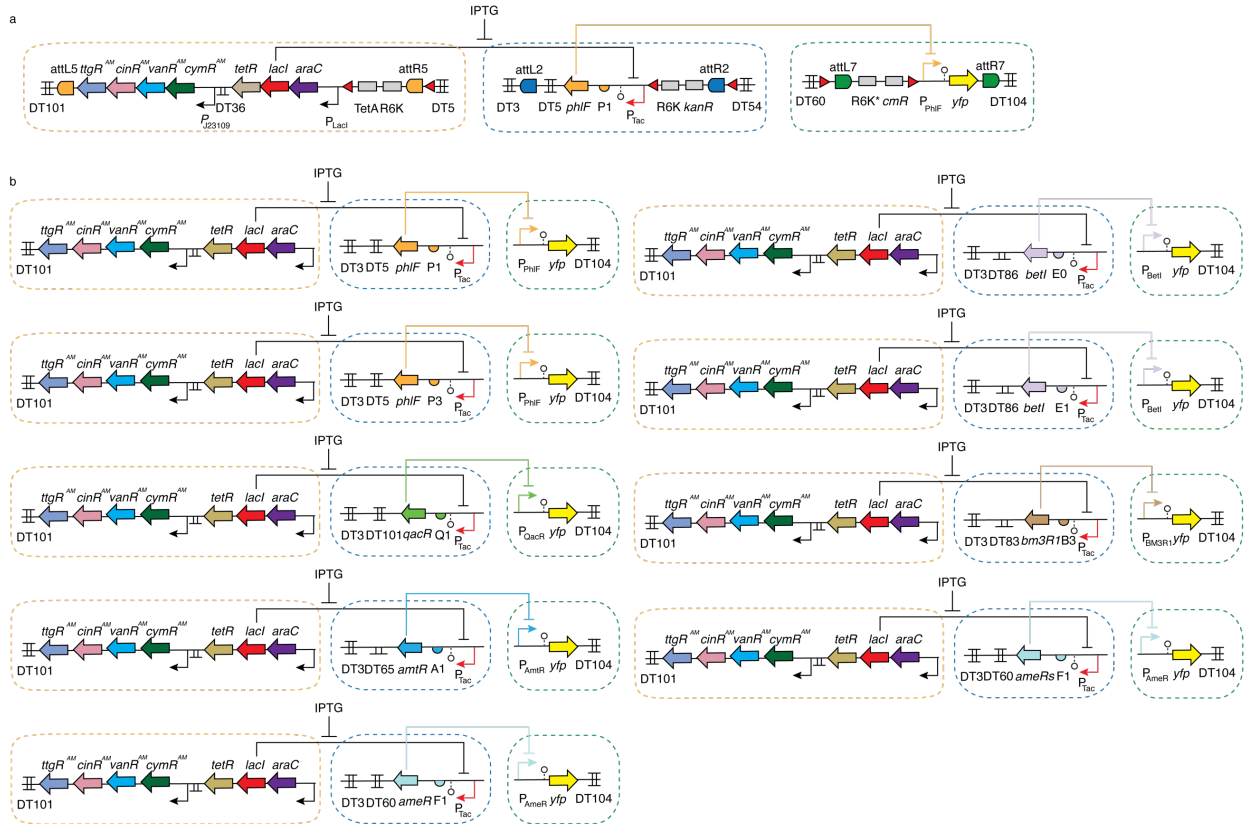 a
IPTG
attL5 ttgR^AM cinR^AM vanR^AM cymR^AM tetR lacI araC attR5
DT101 P_J23109 DT36 P_LacI TetA R6K DT5
attL2 attR2
DT3 DT5 phlF P1 P_Tac R6K kanR DT54
attL7 attR7
DT60 R6K* cmR P_PhlF yfp DT104
b
IPTG
ttgR^AM cinR^AM vanR^AM cymR^AM tetR lacI araC
DT101 DT3 DT5 phlF P1 P_Tac P_PhlF yfp DT104
IPTG
ttgR^AM cinR^AM vanR^AM cymR^AM tetR lacI araC
DT101 DT3 DT5 phlF P3 P_Tac P_PhlF yfp DT104
IPTG
ttgR^AM cinR^AM vanR^AM cymR^AM tetR lacI araC
DT101 DT3 DT101 qacR Q1 P_Tac P_QacR yfp DT104
IPTG
ttgR^AM cinR^AM vanR^AM cymR^AM tetR lacI araC
DT101 DT3 DT65 amtR A1 P_Tac P_AmtR yfp DT104
IPTG
ttgR^AM cinR^AM vanR^AM cymR^AM tetR lacI araC
DT101 DT3 DT60 ameR F1 P_Tac P_AmeR yfp DT104
IPTG
ttgR^AM cinR^AM vanR^AM cymR^AM tetR lacI araC
DT101 DT3 DT86 betI E0 P_Tac P_BetI yfp DT104
IPTG
ttgR^AM cinR^AM vanR^AM cymR^AM tetR lacI araC
DT101 DT3 DT86 betI E1 P_Tac P_BetI yfp DT104
IPTG
ttgR^AM cinR^AM vanR^AM cymR^AM tetR lacI araC
DT101 DT3 DT83 bm3R1 B3 P_Tac P_BM3R1 yfp DT104
IPTG
ttgR^AM cinR^AM vanR^AM cymR^AM tetR lacI araC
DT101 DT3 DT60 ameRs F1 P_Tac P_AmeR yfp DT104